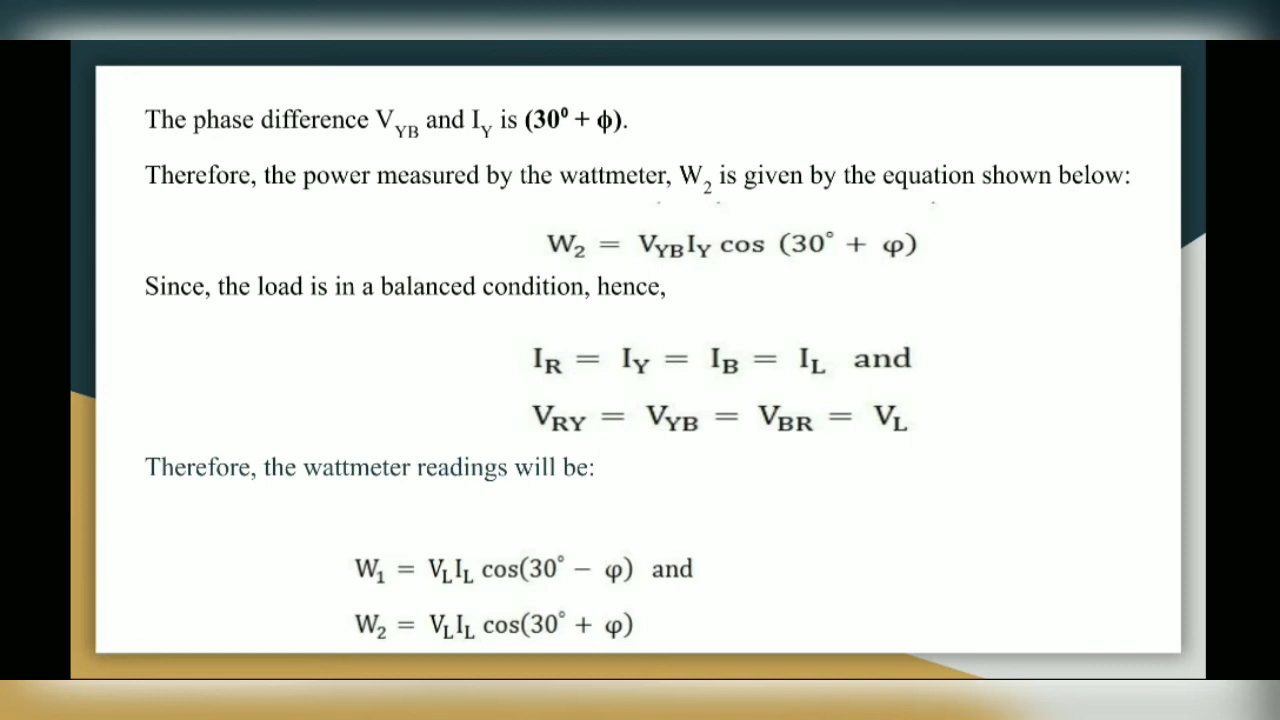 The phase difference V_YB and I_Y is (30⁰ + ϕ).
Therefore, the power measured by the wattmeter, W₂ is given by the equation shown below:
W₂ = V_YB I_Y cos (30° + φ)
Since, the load is in a balanced condition, hence,
I_R = I_Y = I_B = I_L and
V_RY = V_YB = V_BR = V_L
Therefore, the wattmeter readings will be:
W₁ = V_L I_L cos(30° − φ) and
W₂ = V_L I_L cos(30° + φ)